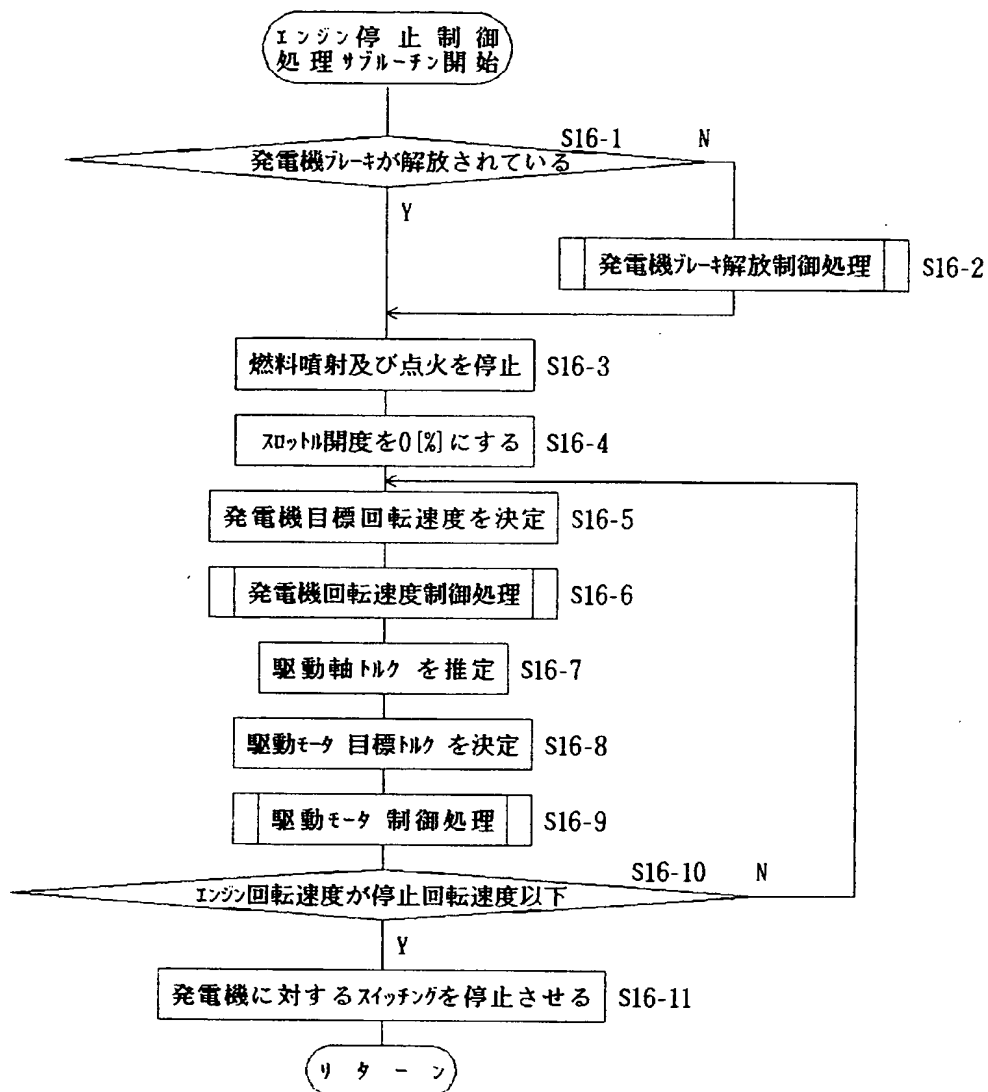 エンジン停止制御
処理サブルーチン開始
S16-1
N
発電機ブレーキが解放されている
Y
発電機ブレーキ解放制御処理
S16-2
燃料噴射及び点火を停止
S16-3
スロットル開度を0[%]にする
S16-4
発電機目標回転速度を決定
S16-5
発電機回転速度制御処理
S16-6
駆動軸トルク を推定
S16-7
駆動モータ 目標トルク を決定
S16-8
駆動モータ 制御処理
S16-9
S16-10
N
エンジン回転速度が停止回転速度以下
Y
発電機に対するスイッチングを停止させる
S16-11
リターン